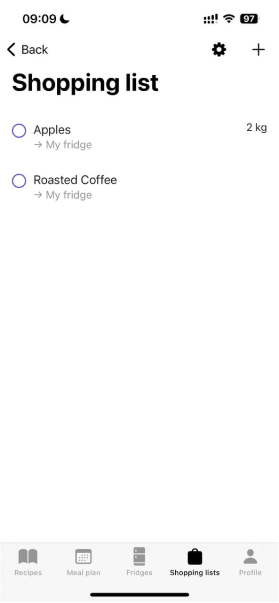 09:09
97
Back
Shopping list
Apples 2 kg
→ My fridge
Roasted Coffee
→ My fridge
Recipes Meal plan Fridges Shopping lists Profile